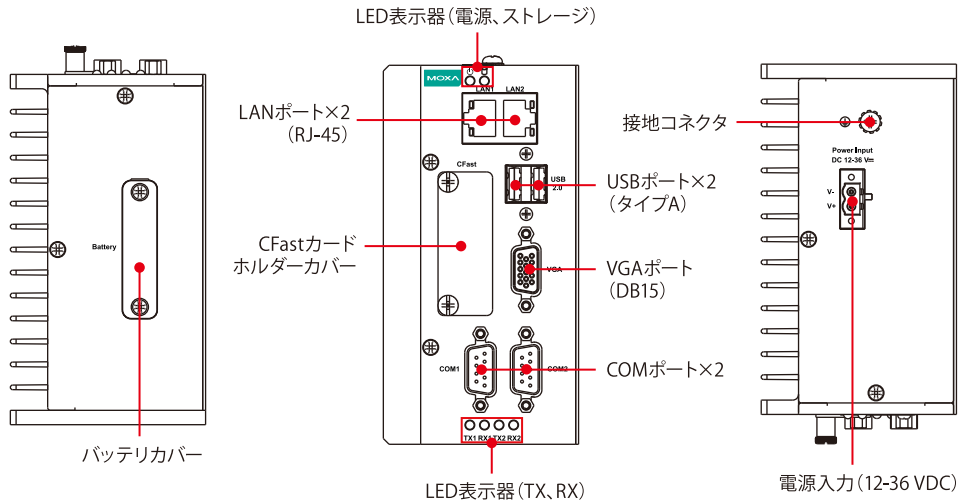 LED表示器(電源、ストレージ)
MOXA
LAN1 LAN2
LANポート×2
(RJ-45)
CFast
USB
2.0
USBポート×2
(タイプA)
接地コネクタ
Power Input
DC 12-36 V⎓
V-
V+
Battery
CFastカード
ホルダーカバー
VGA
VGAポート
(DB15)
COM1
COM2
COMポート×2
TX1 RX1 TX2 RX2
バッテリカバー
LED表示器(TX、RX)
電源入力(12-36 VDC)